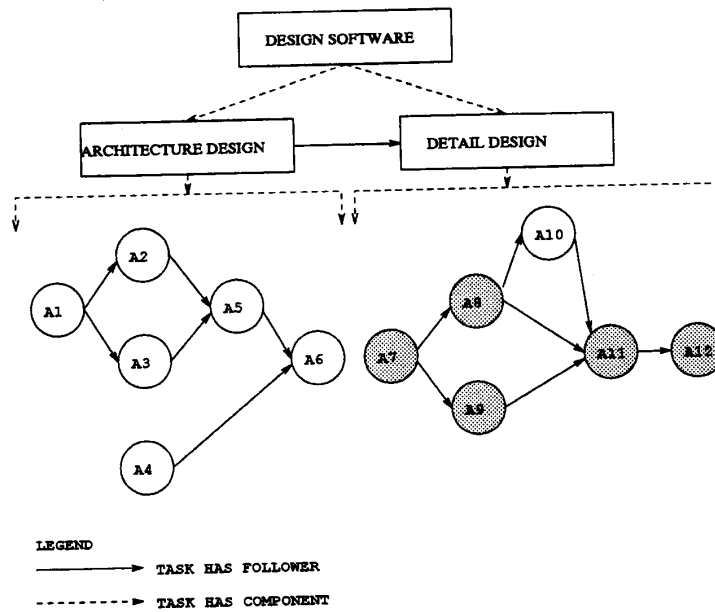 DESIGN SOFTWARE
ARCHITECTURE DESIGN
DETAIL DESIGN
A1
A2
A3
A4
A5
A6
A7
A8
A9
A10
A11
A12
LEGEND
TASK HAS FOLLOWER
TASK HAS COMPONENT